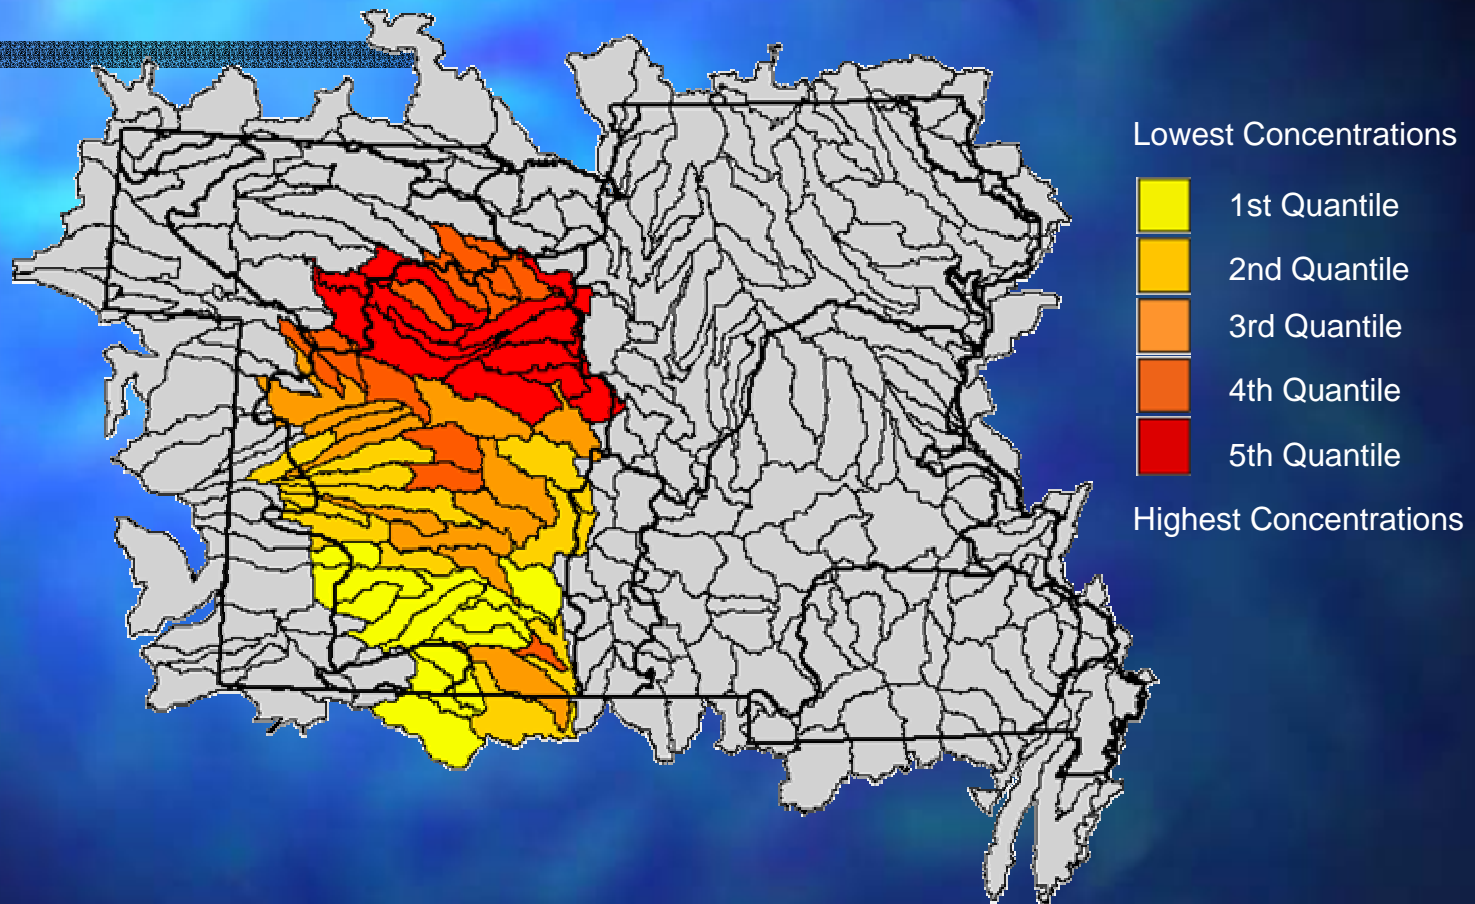 Lowest Concentrations
1st Quantile
2nd Quantile
3rd Quantile
4th Quantile
5th Quantile
Highest Concentrations